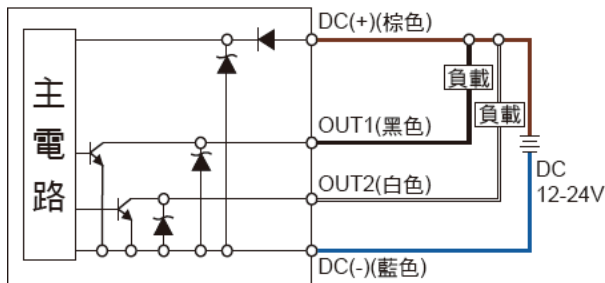 DC(+)(棕色)
主電路
負載
負載
OUT1(黑色)
OUT2(白色)
DC
12-24V
DC(-)(藍色)